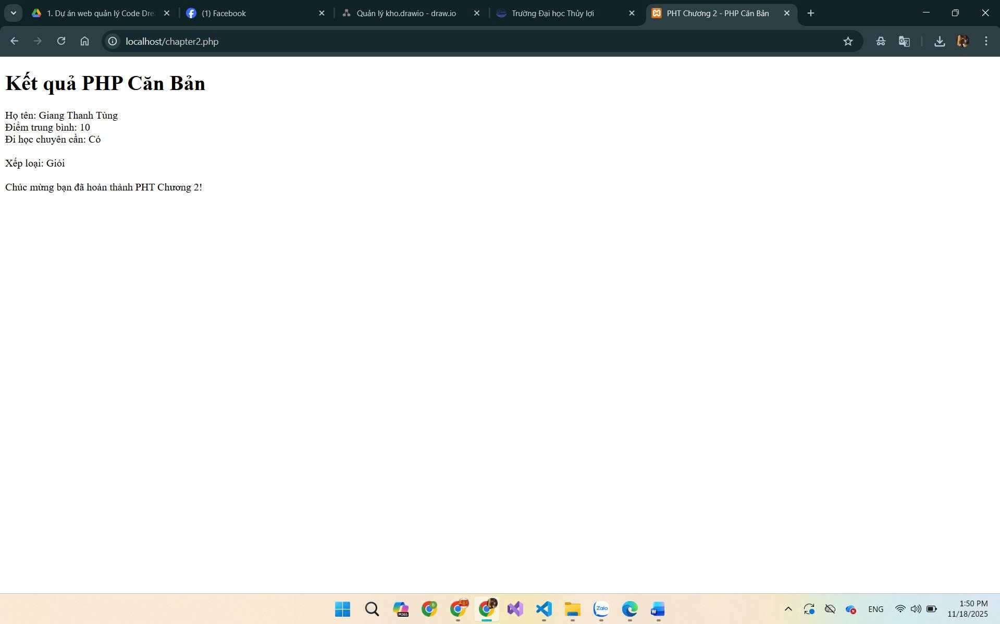 1. Dự án web quản lý Code Dre
(1) Facebook
Quản lý kho.drawio - draw.io
Trường Đại học Thủy lợi
PHT Chương 2 - PHP Căn Bản
localhost/chapter2.php
Kết quả PHP Căn Bản
Họ tên: Giang Thanh Tùng
Điểm trung bình: 10
Đi học chuyên cần: Có
Xếp loại: Giỏi
Chúc mừng bạn đã hoàn thành PHT Chương 2!
M365
B
Zalo
W
ENG
1:50 PM
11/18/2025